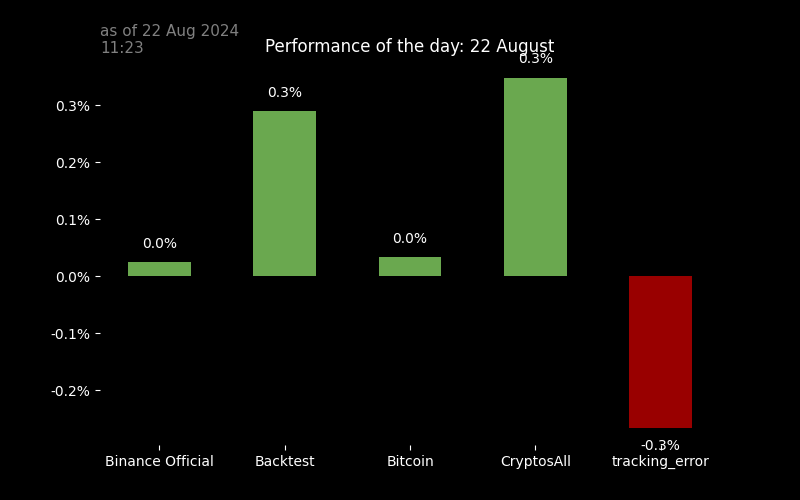 as of 22 Aug 2024
11:23
Performance of the day: 22 August
0.3%
0.3%
0.3%
0.2%
0.1%
0.0%
0.0%
0.0%
-0.1%
-0.2%
-0.3%
Binance Official
Backtest
Bitcoin
CryptosAll
tracking_error